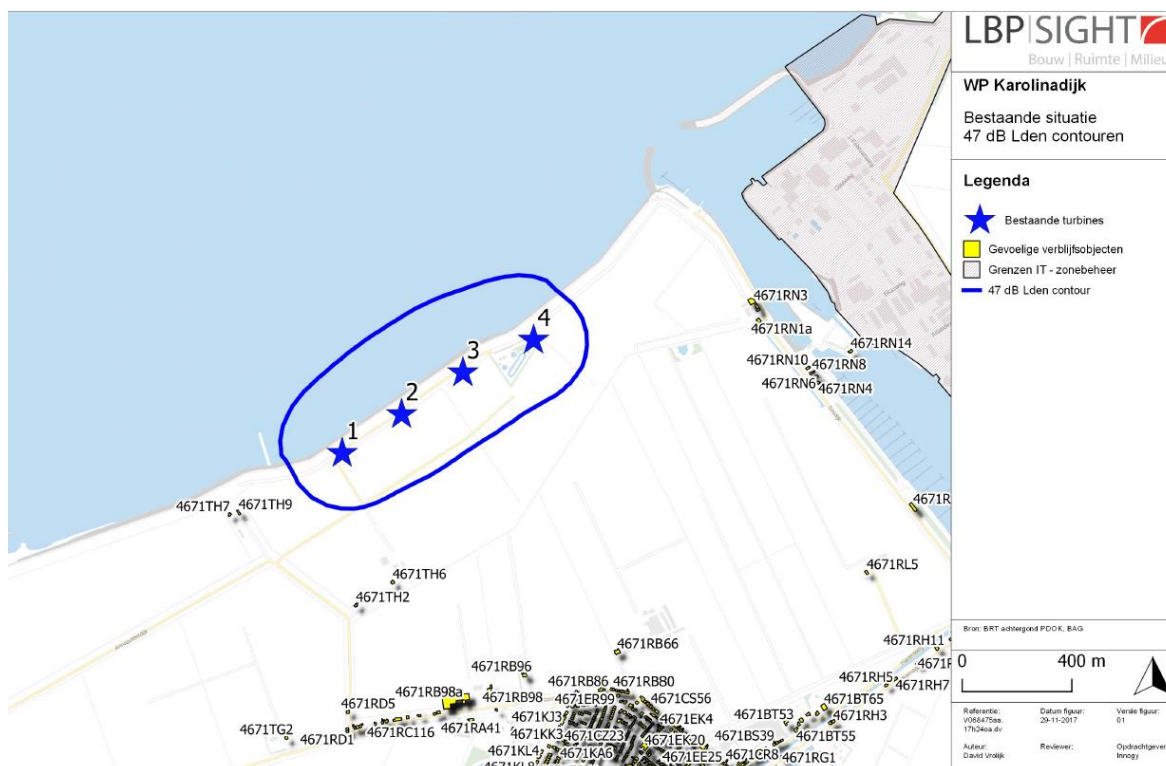 LBP|SIGHT
Bouw | Ruimte | Milieu
WP Karolinadijk
Bestaande situatie
47 dB Lden contouren
Legenda
Bestaande turbines
Gevoelige verblijfsobjecten
Grenzen IT - zonebeheer
47 dB Lden contour
4671RN3
4
4671RN1a
4671RN14
3
4671RN10
4671RN8
4671RN6
4671RN4
2
1
4671TH7
4671TH9
4671R
4671RL5
4671TH6
4671TH2
Bron: BRT achtergond PDOK, BAG
4671RH11
4671RB66
0
400 m
4671RB96
4671RH5
4671RH7
4671RB98a
4671RB98
4671RB86
4671RB80
4671ER99
4671CS56
4671BT65
4671RD5
4671KJ3
4671EK4
4671BT53
4671RH3
4671RC116
4671RA41
4671TG2
4671RD1
4671KK3
4671CZ23
4671EK20
4671BS39
4671BT55
4671KL4
4671KA6
4671EE25
4671CR8
4671RG1
Referentie:
V068475aa.
Datum figuur:
29-11-2017
Versie figuur:
01
Auteur:
David Vrolijk
Reviewer:
Opdrachtgever
Innogy